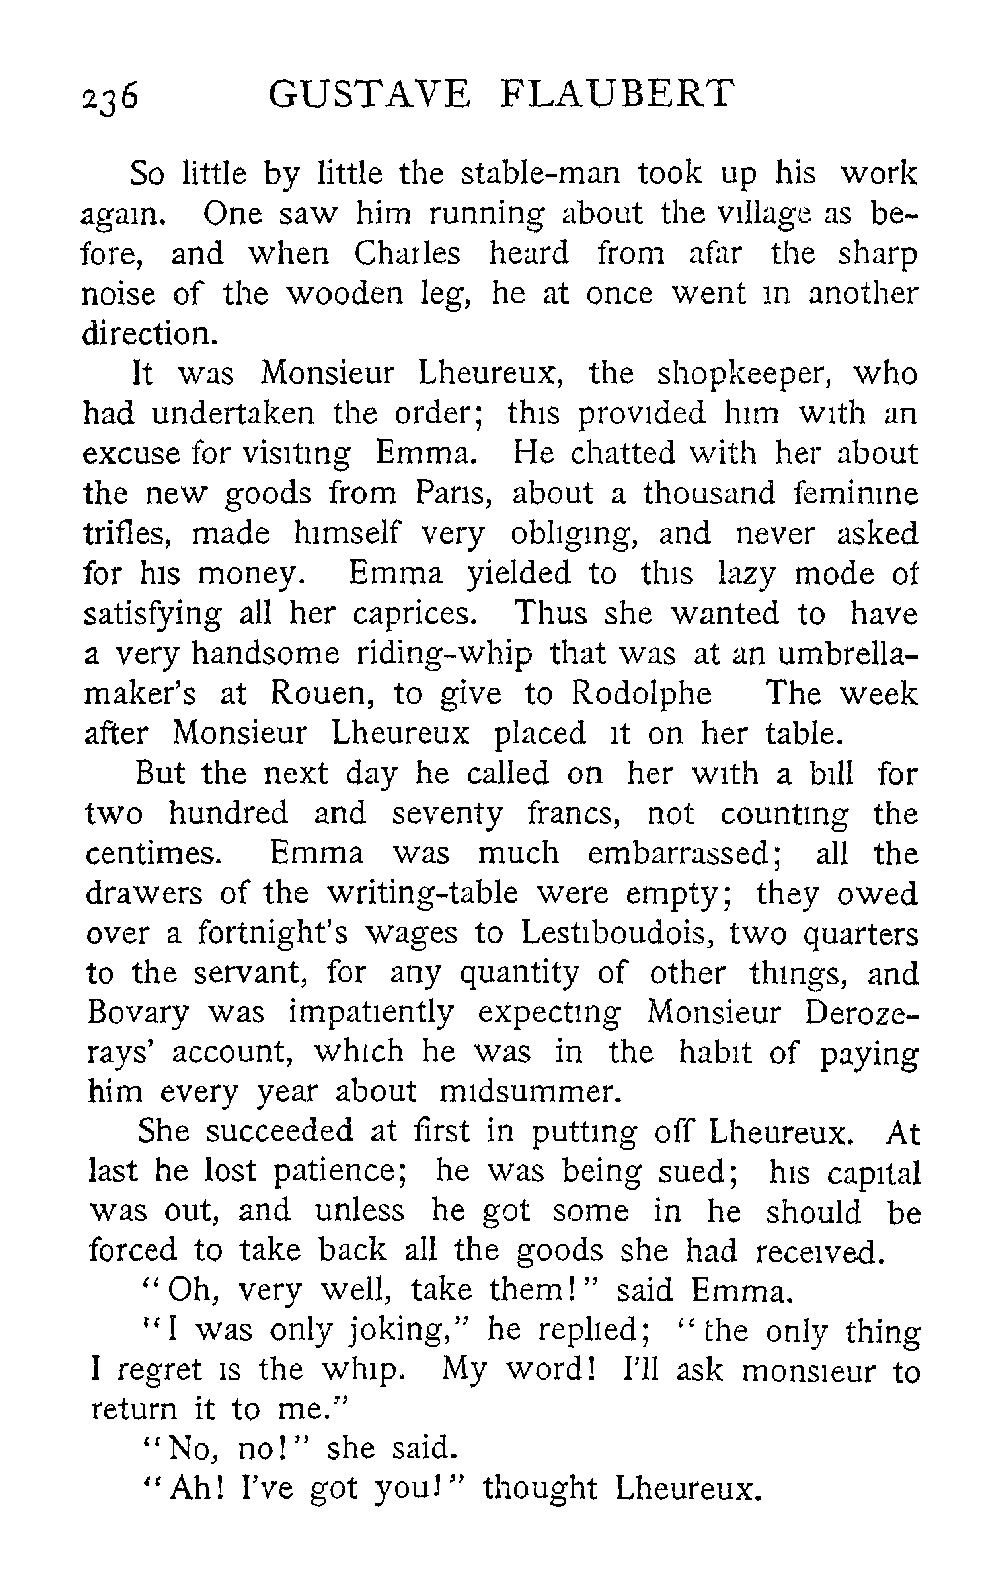 236 GUSTAVE FLAUBERT
So little by little the stable-man took up his work
again. One saw him running about the village as be-
fore, and when Charles heard from afar the sharp
noise of the wooden leg, he at once went in another
direction.
It was Monsieur Lheureux, the shopkeeper, who
had undertaken the order; this provided him with an
excuse for visiting Emma. He chatted with her about
the new goods from Paris, about a thousand feminine
trifles, made himself very obliging, and never asked
for his money. Emma yielded to this lazy mode of
satisfying all her caprices. Thus she wanted to have
a very handsome riding-whip that was at an umbrella-
maker's at Rouen, to give to Rodolphe The week
after Monsieur Lheureux placed it on her table.
But the next day he called on her with a bill for
two hundred and seventy francs, not counting the
centimes. Emma was much embarrassed; all the
drawers of the writing-table were empty; they owed
over a fortnight's wages to Lestiboudois, two quarters
to the servant, for any quantity of other things, and
Bovary was impatiently expecting Monsieur Deroze-
rays' account, which he was in the habit of paying
him every year about midsummer.
She succeeded at first in putting off Lheureux. At
last he lost patience; he was being sued; his capital
was out, and unless he got some in he should be
forced to take back all the goods she had received.
"Oh, very well, take them!" said Emma.
"I was only joking," he replied; "the only thing
I regret is the whip. My word! I'll ask monsieur to
return it to me."
"No, no!" she said.
"Ah! I've got you!" thought Lheureux.